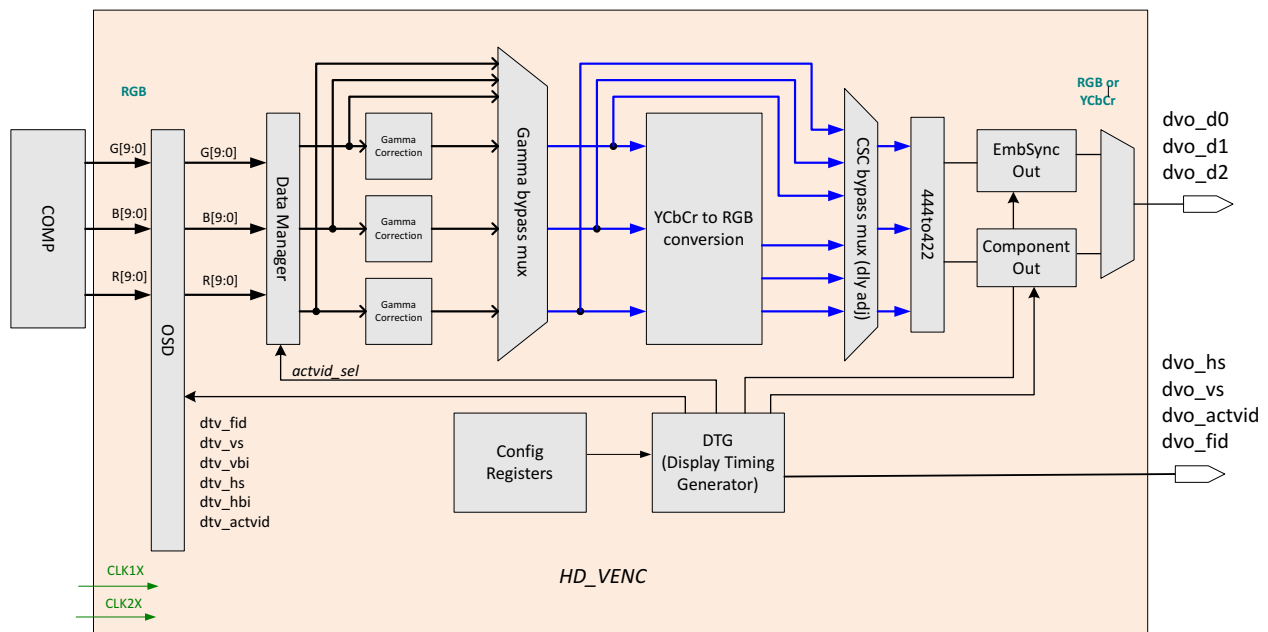 RGB
RGB or
YCbCr
COMP
G[9:0]
B[9:0]
R[9:0]
OSD
G[9:0]
B[9:0]
R[9:0]
Data Manager
Gamma
Correction
Gamma
Correction
Gamma
Correction
Gamma bypass mux
YCbCr to RGB
conversion
CSC bypass mux (dly adj)
444to422
EmbSync
Out
Component
Out
dvo_d0
dvo_d1
dvo_d2
actvid_sel
dtv_fid
dtv_vs
dtv_vbi
dtv_hs
dtv_hbi
dtv_actvid
Config
Registers
DTG
(Display Timing
Generator)
dvo_hs
dvo_vs
dvo_actvid
dvo_fid
CLK1X
CLK2X
HD_VENC